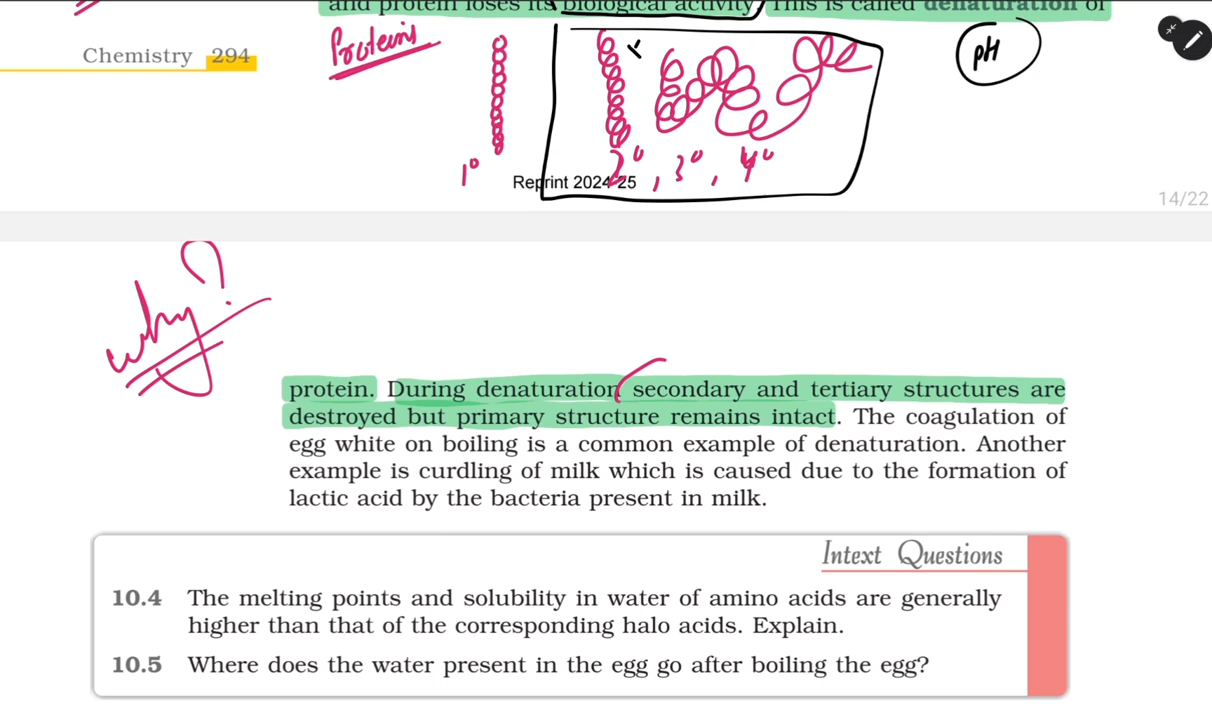 and protein loses its biological activity. This is called denaturation of
Chemistry 294
Proteins
pH
1°
2°, 3°, 4°
Reprint 2024-25
14/22
why?
protein. During denaturation secondary and tertiary structures are
destroyed but primary structure remains intact. The coagulation of
egg white on boiling is a common example of denaturation. Another
example is curdling of milk which is caused due to the formation of
lactic acid by the bacteria present in milk.
Intext Questions
10.4 The melting points and solubility in water of amino acids are generally
higher than that of the corresponding halo acids. Explain.
10.5 Where does the water present in the egg go after boiling the egg?